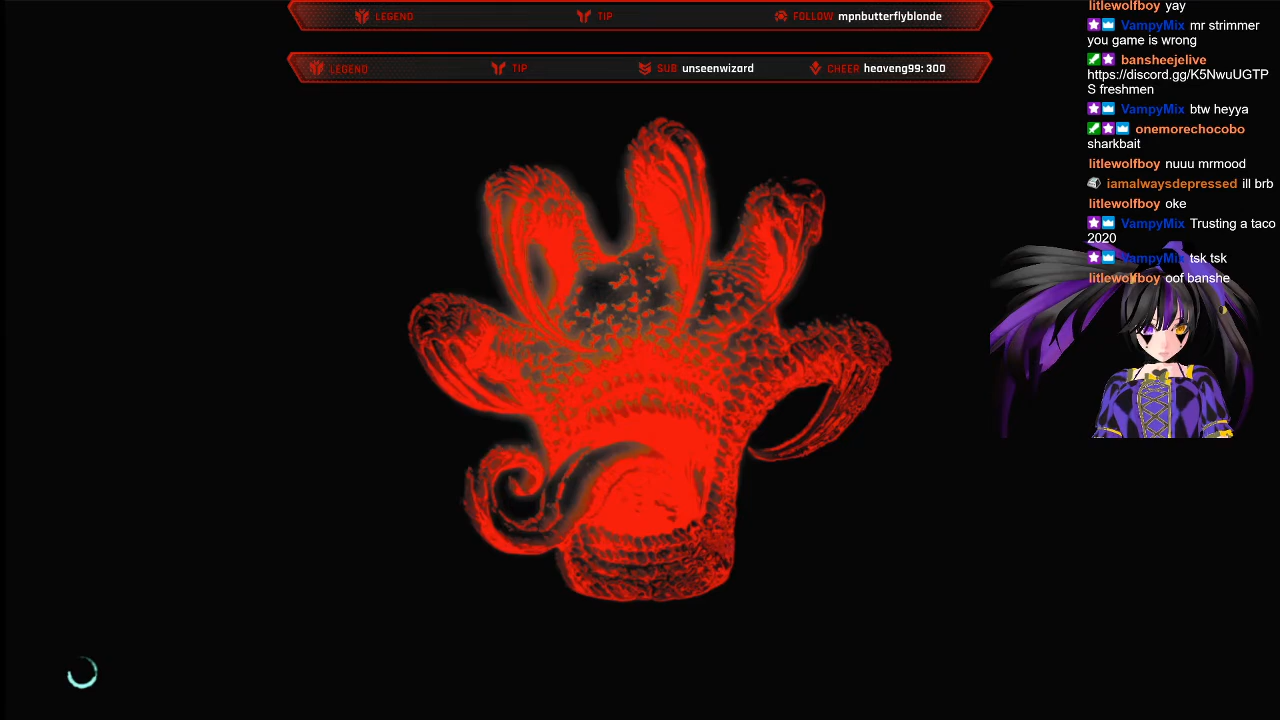 LEGEND TIP FOLLOW mpnbutterflyblonde
LEGEND TIP SUB unseenwizard CHEER heaveng99: 300
litlewolfboy yay
VampyMix mr strimmer
you game is wrong
bansheejelive
https://discord.gg/K5NwuUGTP
S freshmen
VampyMix btw heyya
onemorechocobo
sharkbait
litlewolfboy nuuu mrmood
iamalwaysdepressed ill brb
litlewolfboy oke
VampyMix Trusting a taco
2020
VampyMix tsk tsk
litlewolfboy oof banshe